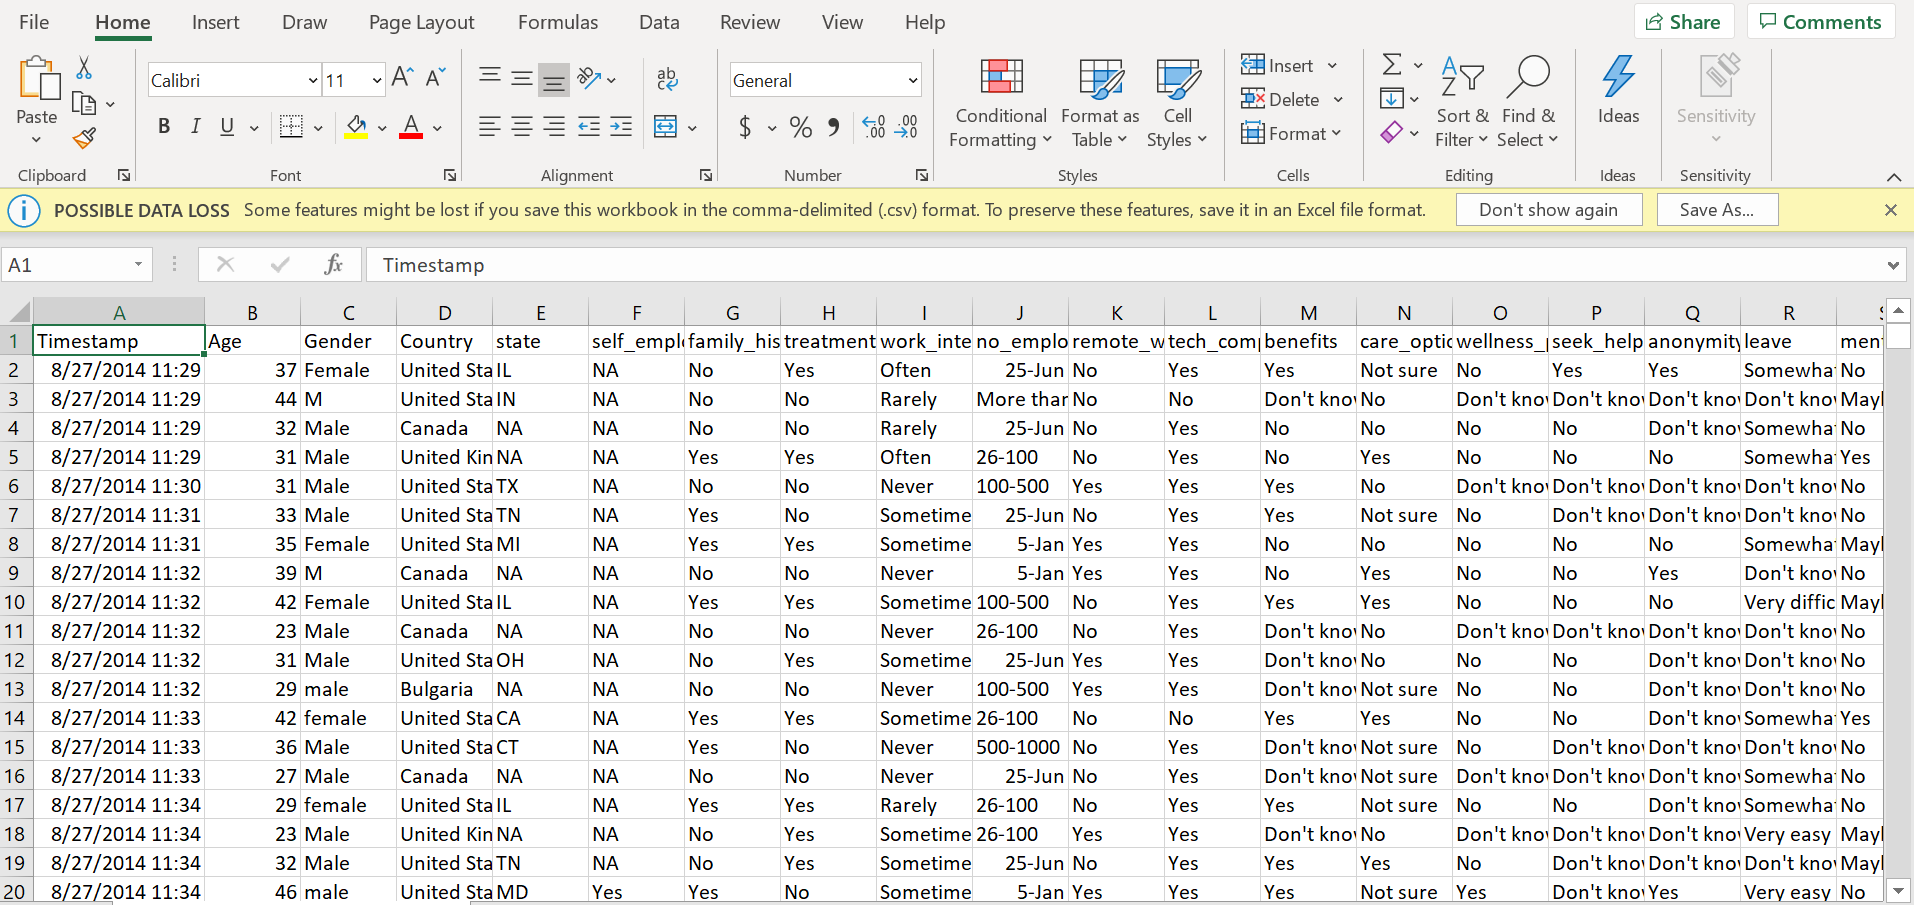 File Home Insert Draw Page Layout Formulas Data Review View Help Share Comments
Calibri 11 General
Paste Conditional Formatting Format as Table Cell Styles Insert Delete Format Sort & Filter Find & Select Ideas Sensitivity
Clipboard Font Alignment Number Styles Cells Editing Ideas Sensitivity
POSSIBLE DATA LOSS Some features might be lost if you save this workbook in the comma-delimited (.csv) format. To preserve these features, save it in an Excel file format. Don't show again Save As...
A1 fx Timestamp
A B C D E F G H I J K L M N O P Q R
1 Timestamp Age Gender Country state self_empl family_his treatment work_inte no_emplo remote_w tech_comp benefits care_optic wellness_p seek_help anonymity leave men
2 8/27/2014 11:29 37 Female United Sta IL NA No Yes Often 25-Jun No Yes Yes Not sure No Yes Yes Somewha No
3 8/27/2014 11:29 44 M United Sta IN NA No No Rarely More thar No No Don't kno No Don't kno Don't kno Don't kno Don't kno Mayl
4 8/27/2014 11:29 32 Male Canada NA NA No No Rarely 25-Jun No Yes No No No No Don't kno Somewha No
5 8/27/2014 11:29 31 Male United Kin NA NA Yes Yes Often 26-100 No Yes No Yes No No No Somewha Yes
6 8/27/2014 11:30 31 Male United Sta TX NA No No Never 100-500 Yes Yes Yes No Don't kno Don't kno Don't kno Don't kno No
7 8/27/2014 11:31 33 Male United Sta TN NA Yes No Sometime 25-Jun No Yes Yes Not sure No Don't kno Don't kno Don't kno No
8 8/27/2014 11:31 35 Female United Sta MI NA Yes Yes Sometime 5-Jan Yes Yes No No No No No Somewha Mayl
9 8/27/2014 11:32 39 M Canada NA NA No No Never 5-Jan Yes Yes No Yes No No Yes Don't kno No
10 8/27/2014 11:32 42 Female United Sta IL NA Yes Yes Sometime 100-500 No Yes Yes Yes No No No Very diffic Mayl
11 8/27/2014 11:32 23 Male Canada NA NA No No Never 26-100 No Yes Don't kno No Don't kno Don't kno Don't kno Don't kno No
12 8/27/2014 11:32 31 Male United Sta OH NA No Yes Sometime 25-Jun Yes Yes Don't kno No No No Don't kno Don't kno No
13 8/27/2014 11:32 29 male Bulgaria NA NA No No Never 100-500 Yes Yes Don't kno Not sure No No Don't kno Don't kno No
14 8/27/2014 11:33 42 female United Sta CA NA Yes Yes Sometime 26-100 No No Yes Yes No No Don't kno Somewha Yes
15 8/27/2014 11:33 36 Male United Sta CT NA Yes No Never 500-1000 No Yes Don't kno Not sure No Don't kno Don't kno Don't kno No
16 8/27/2014 11:33 27 Male Canada NA NA No No Never 25-Jun No Yes Don't kno Not sure Don't kno Don't kno Don't kno Somewha No
17 8/27/2014 11:34 29 female United Sta IL NA Yes Yes Rarely 26-100 No Yes Yes Not sure No No Don't kno Somewha No
18 8/27/2014 11:34 23 Male United Kin NA NA No Yes Sometime 26-100 Yes Yes Don't kno No Don't kno Don't kno Don't kno Very easy Mayl
19 8/27/2014 11:34 32 Male United Sta TN NA No Yes Sometime 25-Jun No Yes Yes Yes No Don't kno Don't kno Don't kno Mayl
20 8/27/2014 11:34 46 male United Sta MD Yes Yes No Sometime 5-Jan Yes Yes Yes Not sure Yes Don't kno Yes Very easy No